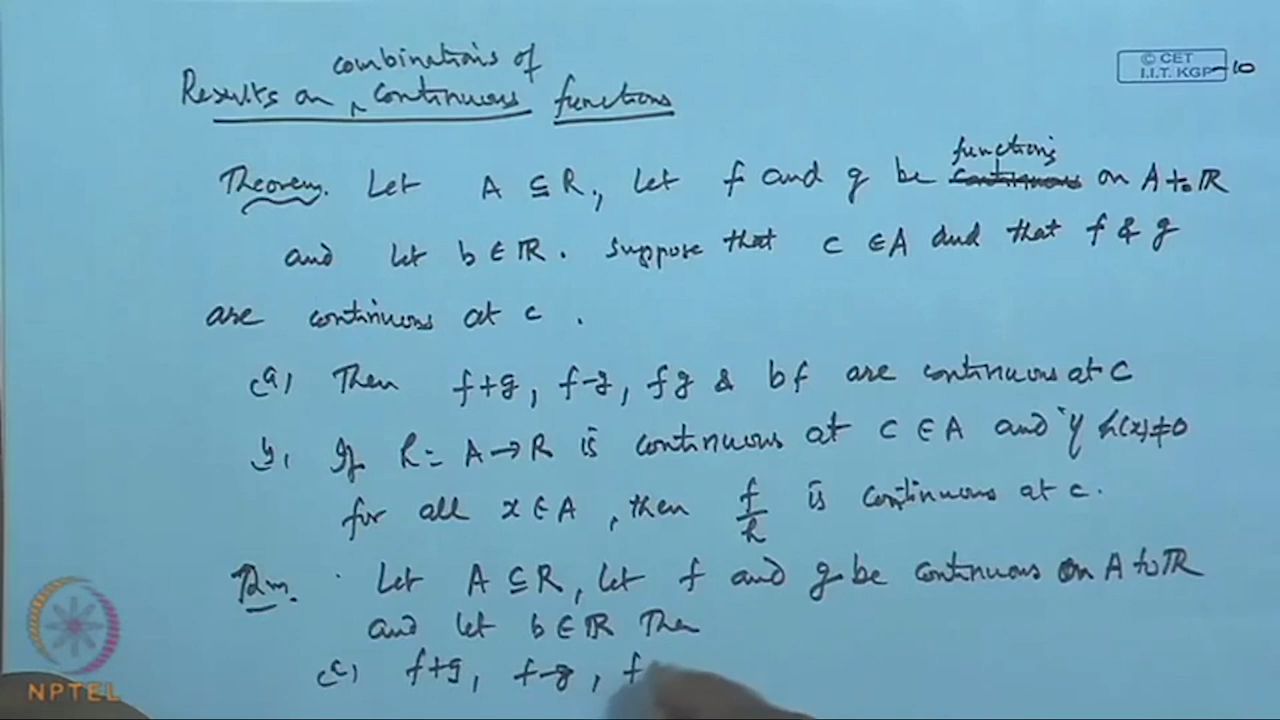 combinations of
Results on ^ continuous functions
© CET
I.I.T. KGP
-10
functions
Theorem. Let A ⊆ R, Let f and g be continuous on A to R
and let b ∈ R. Suppose that c ∈ A and that f & g
are continuous at c.
(a) Then f+g, f-g, fg & bf are continuous at C
If h: A → R is continuous at c ∈ A and if h(x) ≠ 0
for all x ∈ A, then f/h is continuous at c.
Thm. Let A ⊆ R, let f and g be continuous on A to R
and let b ∈ R Then
f+g, f-g, f
NPTEL